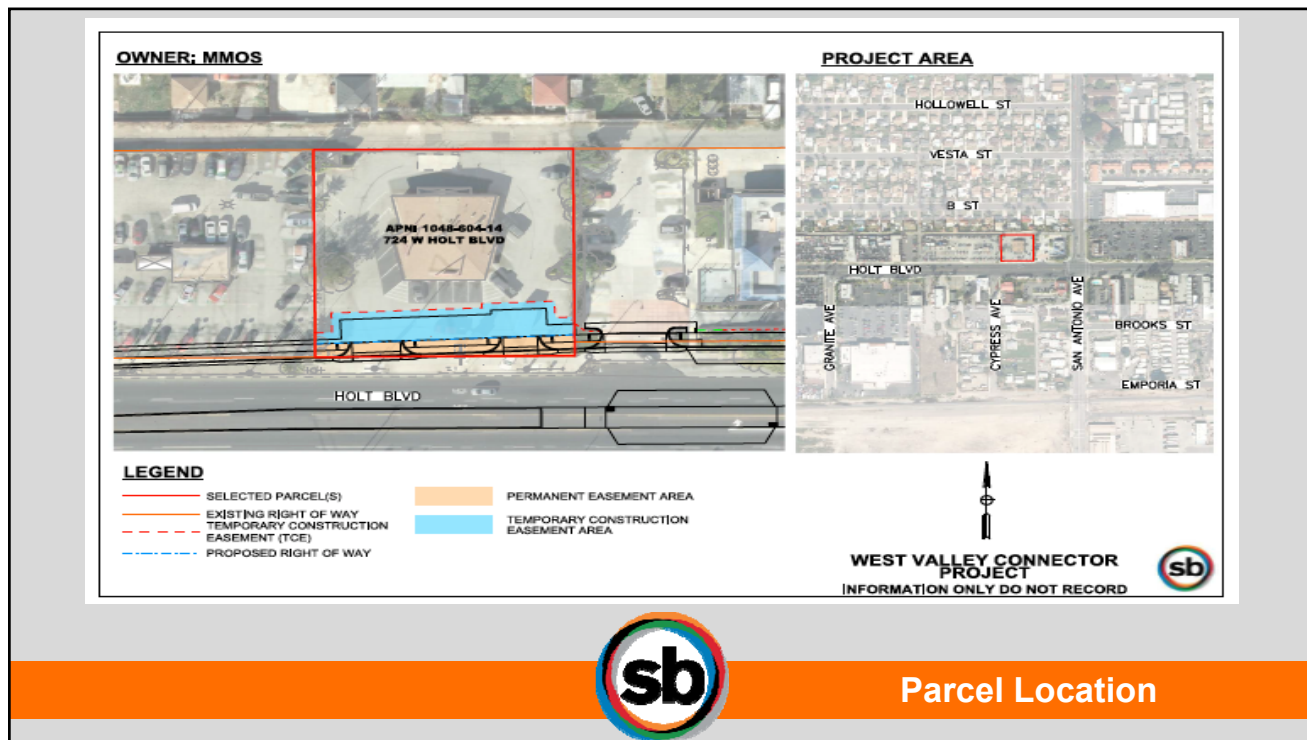 OWNER: MMOS
APN: 1048-604-14
724 W HOLT BLVD
HOLT BLVD
PROJECT AREA
HOLLOWELL ST
VESTA ST
B ST
HOLT BLVD
GRANITE AVE
CYPRESS AVE
SAN ANTONIO AVE
BROOKS ST
EMPORIA ST
LEGEND
SELECTED PARCEL(S)
EXISTING RIGHT OF WAY
TEMPORARY CONSTRUCTION
EASEMENT (TCE)
PROPOSED RIGHT OF WAY
PERMANENT EASEMENT AREA
TEMPORARY CONSTRUCTION
EASEMENT AREA
WEST VALLEY CONNECTOR
PROJECT
INFORMATION ONLY DO NOT RECORD
sb
sb
Parcel Location